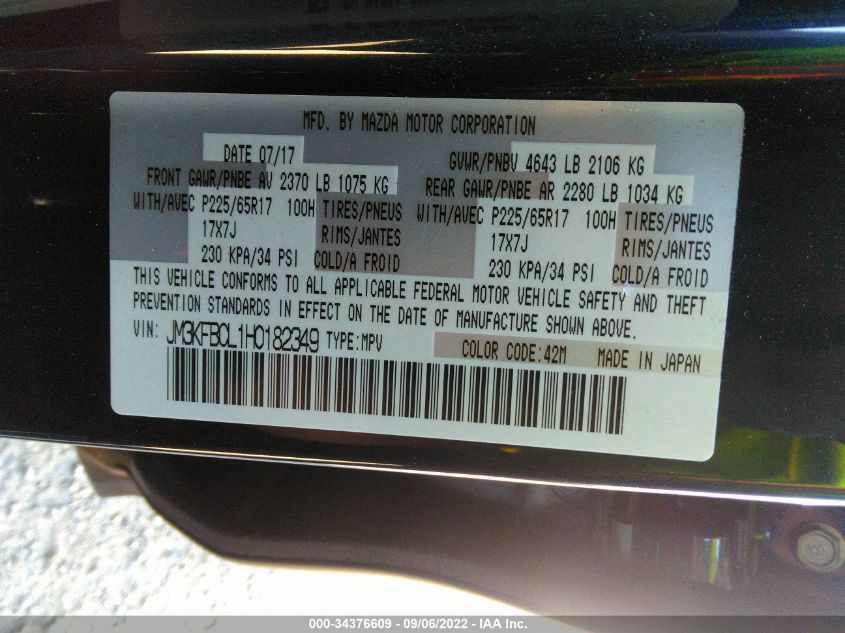 MFD. BY MAZDA MOTOR CORPORATION
DATE 07/17 GVWR/PNBV 4643 LB 2106 KG
FRONT GAWR/PNBE AV 2370 LB 1075 KG REAR GAWR/PNBE AR 2280 LB 1034 KG
WITH/AVEC P225/65R17 100H TIRES/PNEUS WITH/AVEC P225/65R17 100H TIRES/PNEUS
17X7J RIMS/JANTES 17X7J RIMS/JANTES
230 KPA/34 PSI COLD/A FROID 230 KPA/34 PSI COLD/A FROID
THIS VEHICLE CONFORMS TO ALL APPLICABLE FEDERAL MOTOR VEHICLE SAFETY AND THEFT
PREVENTION STANDARDS IN EFFECT ON THE DATE OF MANUFACTURE SHOWN ABOVE.
VIN: JM3KFBCL1H0182349 TYPE:MPV COLOR CODE:42M MADE IN JAPAN
000-34376609 - 09/06/2022 - IAA Inc.